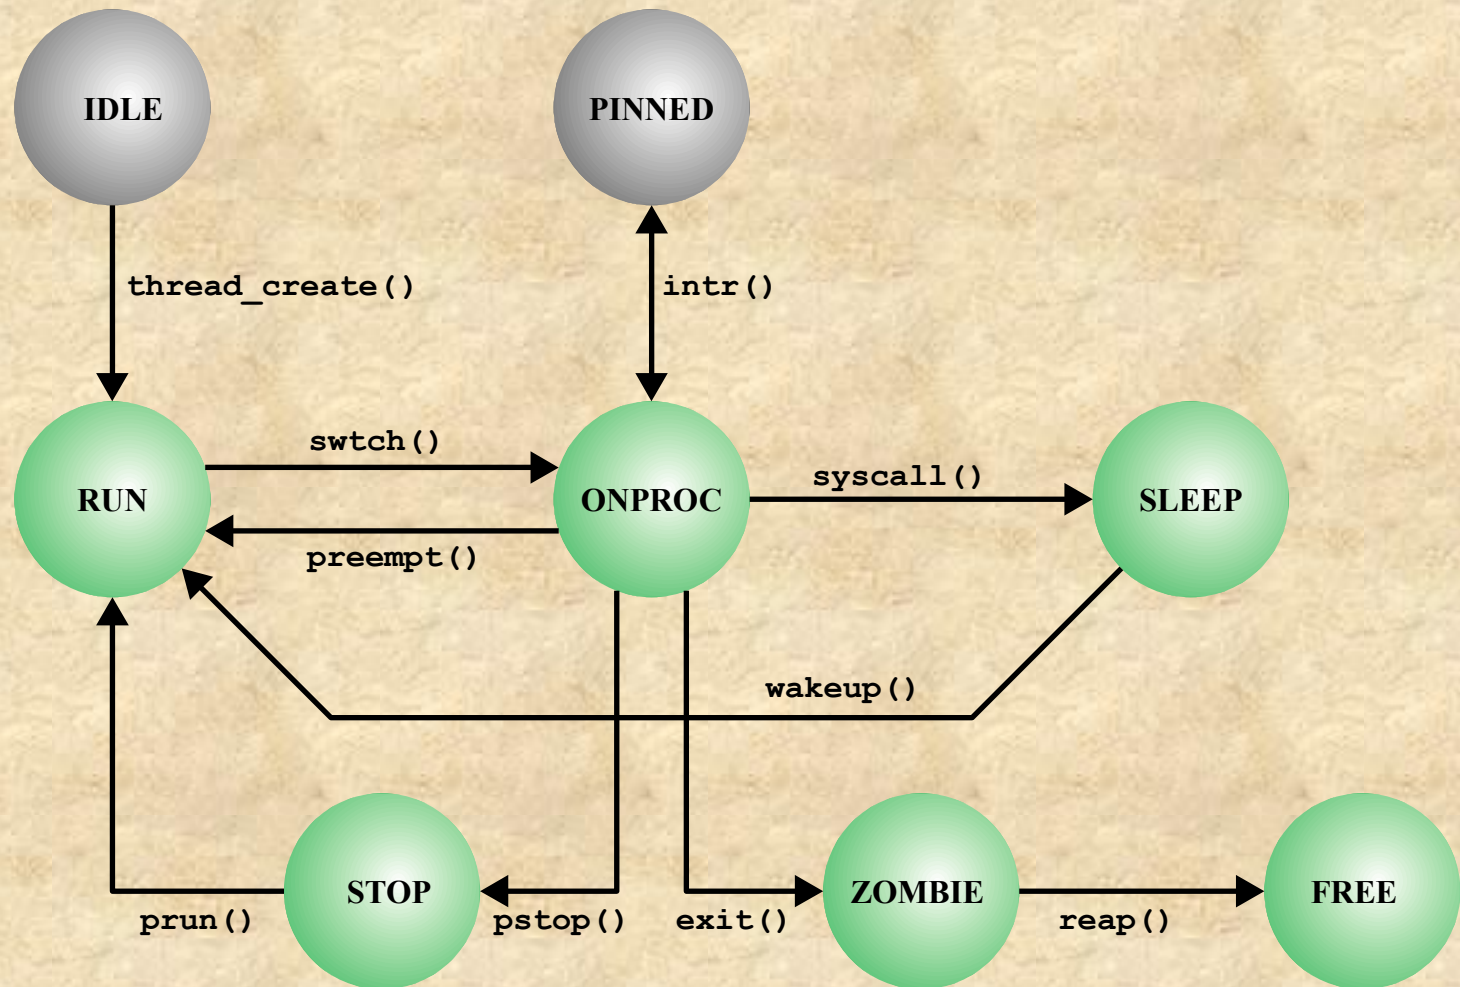 IDLE
PINNED
thread_create()
intr()
swtch()
syscall()
RUN
ONPROC
SLEEP
preempt()
wakeup()
STOP
ZOMBIE
FREE
prun()
pstop()
exit()
reap()